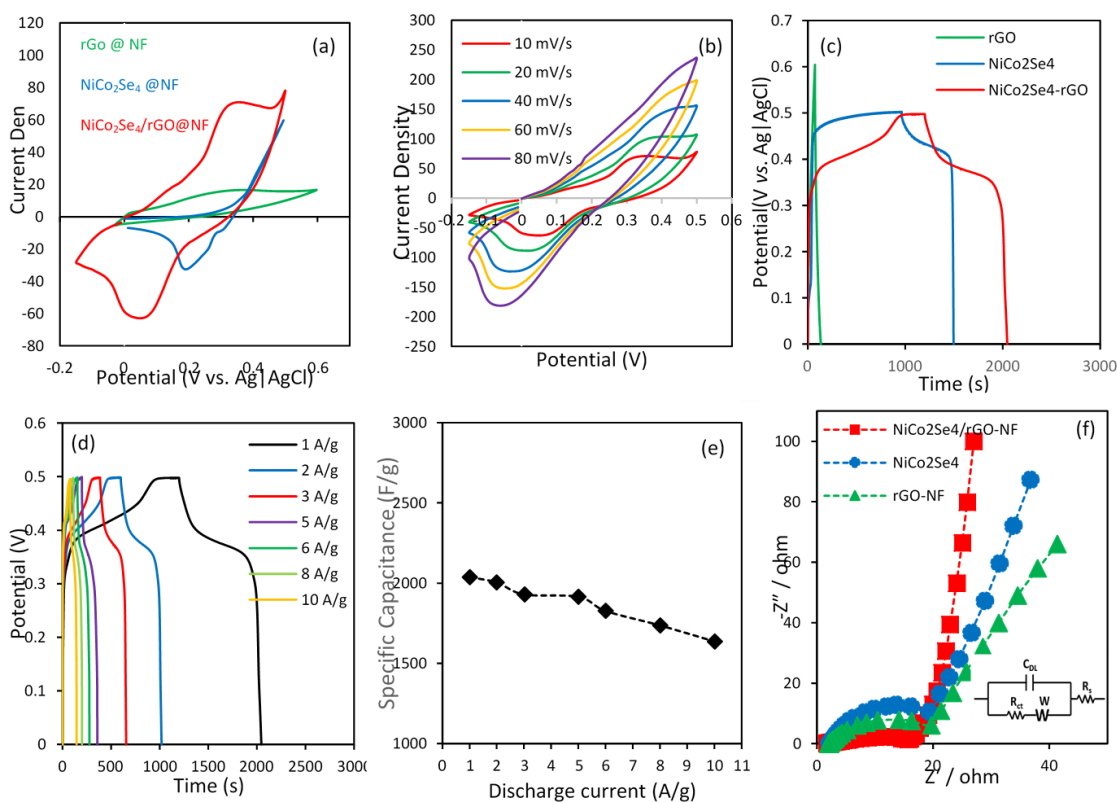 (a)
120
100
80
60
40
20
0
-20
-40
-60
-80
Current Den
rGo @ NF
NiCo₂Se₄ @NF
NiCo₂Se₄/rGO@NF
-0.2 0 0.2 0.4 0.6
Potential (V vs. Ag|AgCl)
(b)
300
250
200
150
100
50
0
-50
-100
-150
-200
-250
Current Density
10 mV/s
20 mV/s
40 mV/s
60 mV/s
80 mV/s
-0.2 -0.1 0 0.1 0.2 0.3 0.4 0.5 0.6
Potential (V)
(c)
0.7
0.6
0.5
0.4
0.3
0.2
0.1
0
Potential(V vs. Ag|AgCl)
rGO
NiCo2Se4
NiCo2Se4-rGO
0 1000 2000 3000
Time (s)
(d)
0.6
0.5
0.4
0.3
0.2
0.1
0
Potential (V)
1 A/g
2 A/g
3 A/g
5 A/g
6 A/g
8 A/g
10 A/g
0 500 1000 1500 2000 2500 3000
Time (s)
(e)
3000
2500
2000
1500
1000
Specific Capacitance (F/g)
0 1 2 3 4 5 6 7 8 9 10 11
Discharge current (A/g)
(f)
100
80
60
40
20
0
-Z″ / ohm
NiCo2Se4/rGO-NF
NiCo2Se4
rGO-NF
C_DL
R_ct
W
R_s
0 20 40
Z' / ohm